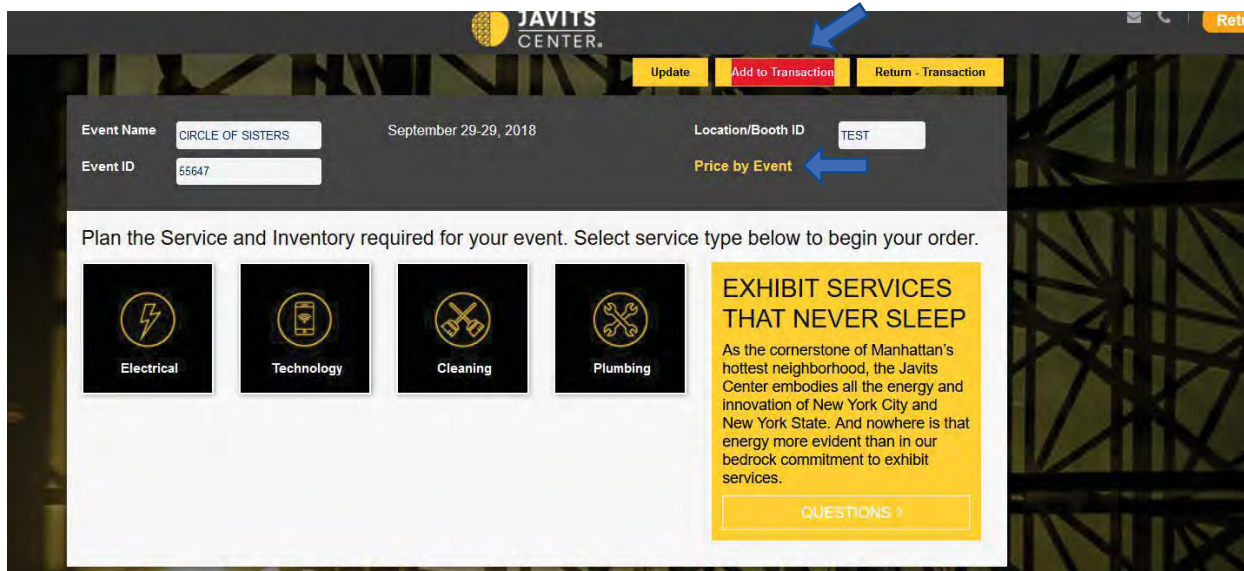 JAVITS
CENTER®
Update
Add to Transaction
Return - Transaction
Event Name
CIRCLE OF SISTERS
September 29-29, 2018
Location/Booth ID
TEST
Event ID
55647
Price by Event
Plan the Service and Inventory required for your event. Select service type below to begin your order.
Electrical
Technology
Cleaning
Plumbing
EXHIBIT SERVICES
THAT NEVER SLEEP
As the cornerstone of Manhattan's
hottest neighborhood, the Javits
Center embodies all the energy and
innovation of New York City and
New York State. And nowhere is that
energy more evident than in our
bedrock commitment to exhibit
services.
QUESTIONS >